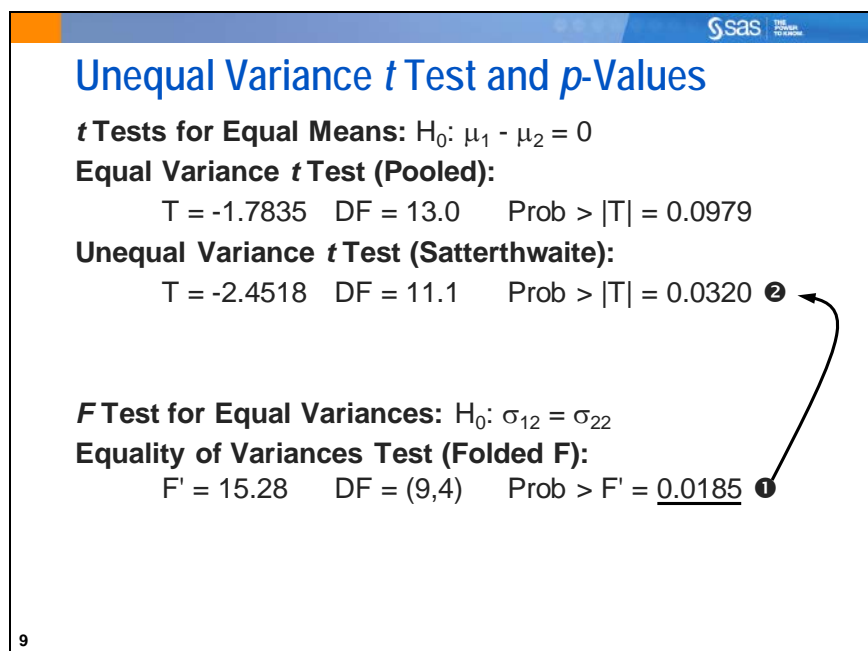 sas THE POWER TO KNOW.
Unequal Variance t Test and p-Values
t Tests for Equal Means: H₀: μ₁ - μ₂ = 0
Equal Variance t Test (Pooled):
T = -1.7835 DF = 13.0 Prob > |T| = 0.0979
Unequal Variance t Test (Satterthwaite):
T = -2.4518 DF = 11.1 Prob > |T| = 0.0320 ❷
F Test for Equal Variances: H₀: σ₁₂ = σ₂₂
Equality of Variances Test (Folded F):
F' = 15.28 DF = (9,4) Prob > F' = 0.0185 ❶
9